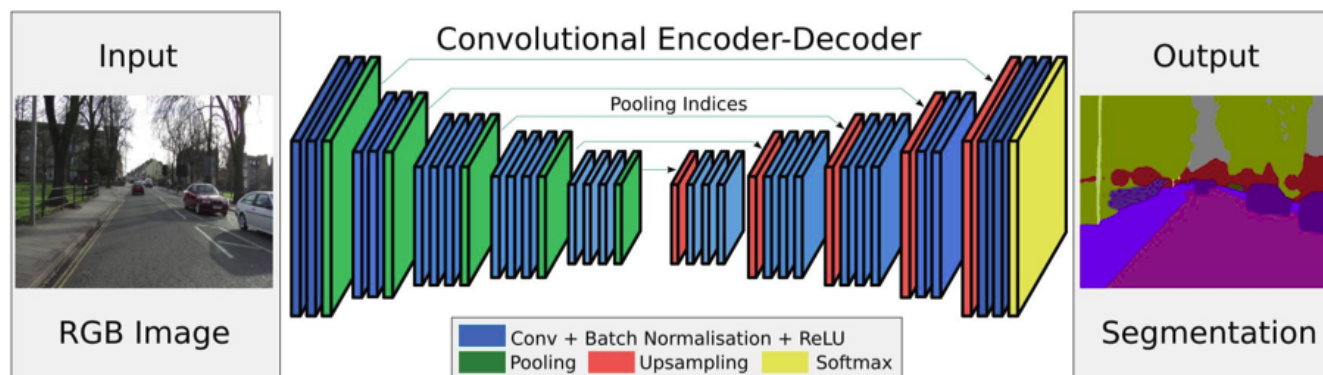 Input
RGB Image
Convolutional Encoder-Decoder
Pooling Indices
Conv + Batch Normalisation + ReLU
Pooling Upsampling Softmax
Output
Segmentation